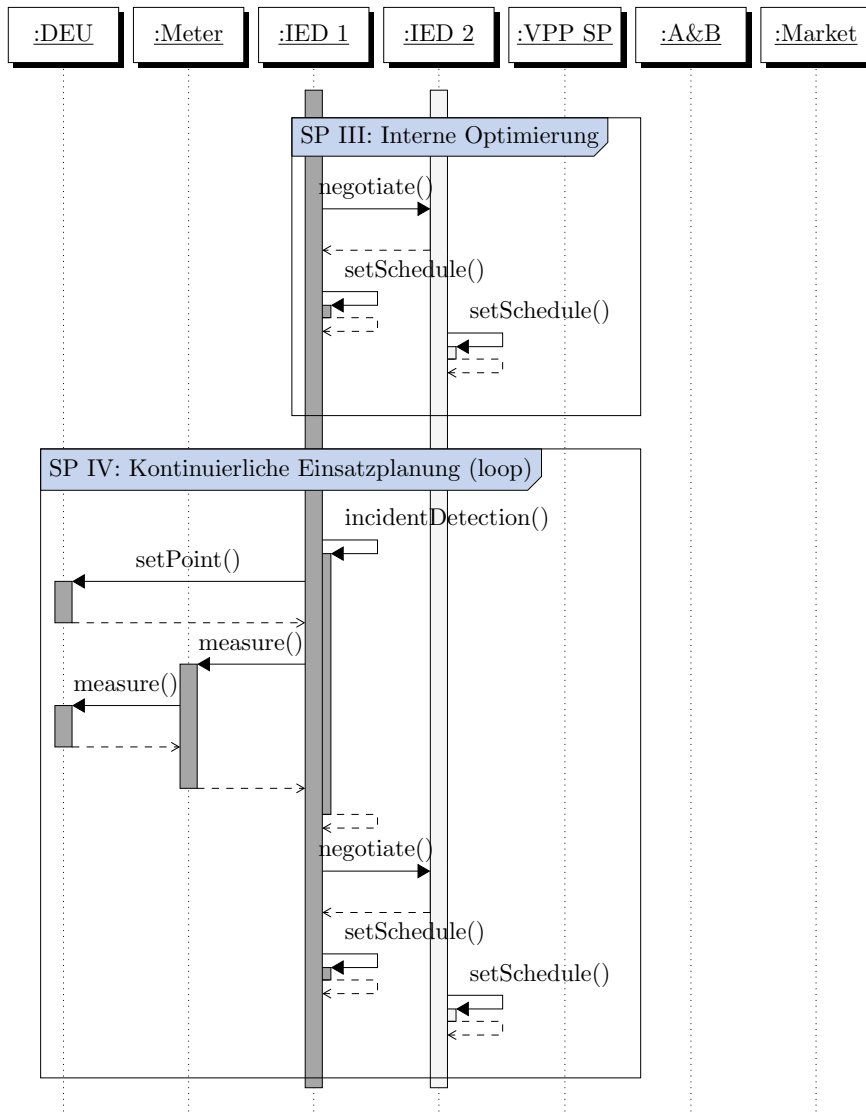 :DEU :Meter :IED 1 :IED 2 :VPP SP :A&B :Market
SP III: Interne Optimierung
negotiate()
setSchedule()
setSchedule()
SP IV: Kontinuierliche Einsatzplanung (loop)
incidentDetection()
setPoint()
measure()
measure()
negotiate()
setSchedule()
setSchedule()